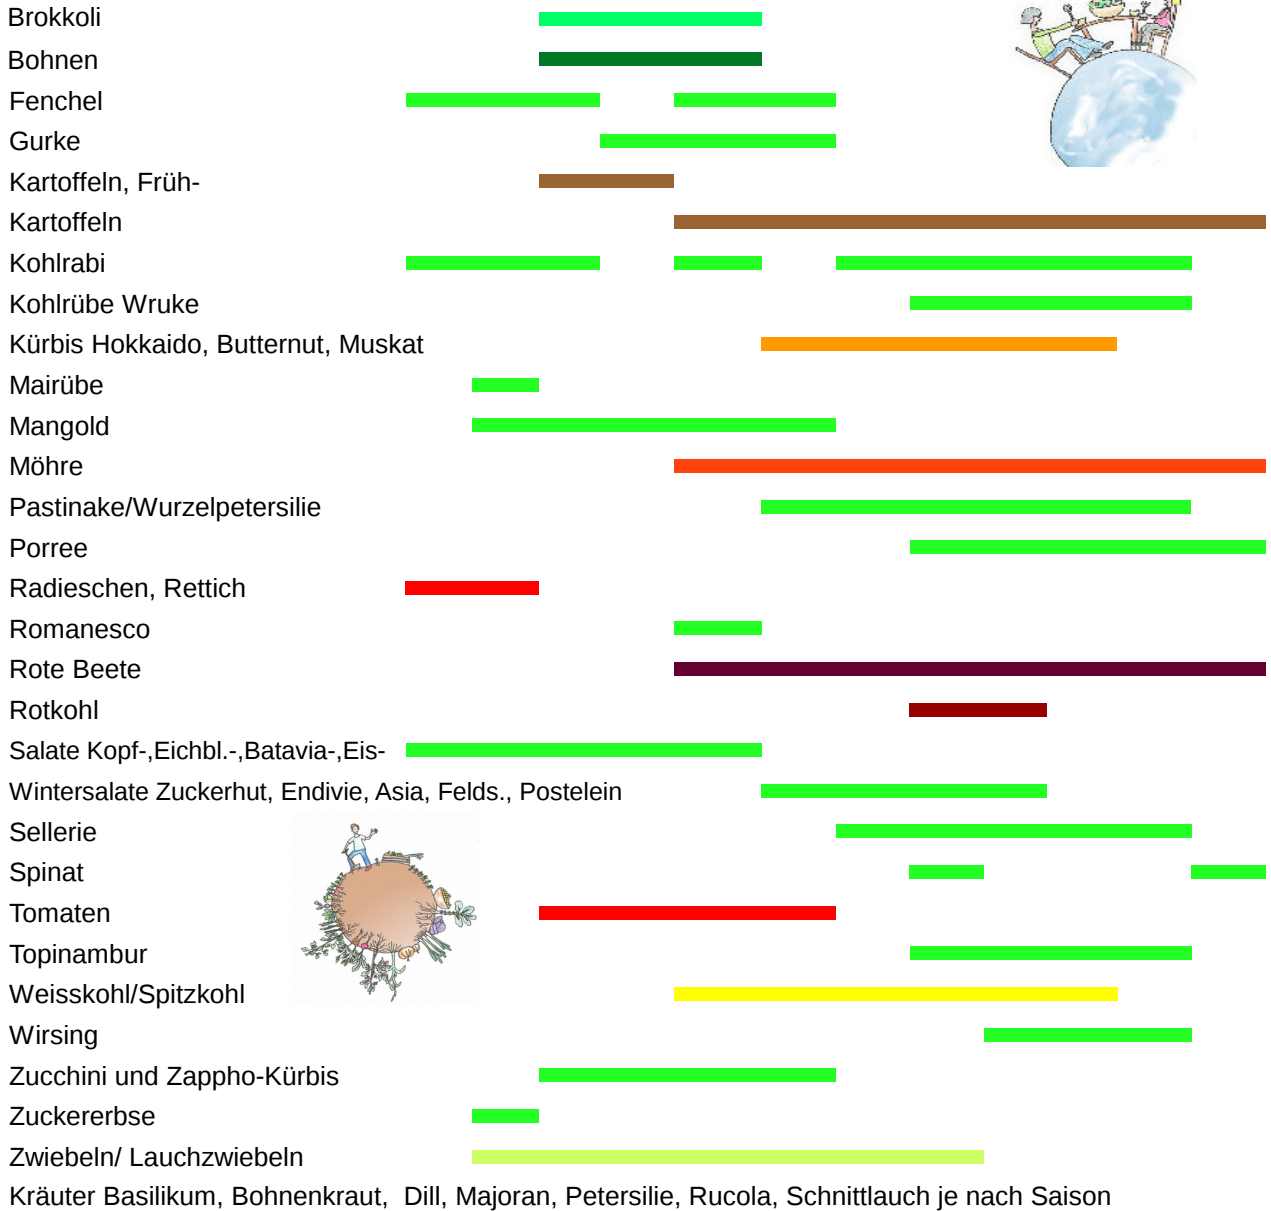 Brokkoli
Bohnen
Fenchel
Gurke
Kartoffeln, Früh-
Kartoffeln
Kohlrabi
Kohlrübe Wruke
Kürbis Hokkaido, Butternut, Muskat
Mairübe
Mangold
Möhre
Pastinake/Wurzelpetersilie
Porree
Radieschen, Rettich
Romanesco
Rote Beete
Rotkohl
Salate Kopf-,Eichbl.-,Batavia-,Eis-
Wintersalate Zuckerhut, Endivie, Asia, Felds., Postelein
Sellerie
Spinat
Tomaten
Topinambur
Weisskohl/Spitzkohl
Wirsing
Zucchini und Zappho-Kürbis
Zuckererbse
Zwiebeln/ Lauchzwiebeln
Kräuter Basilikum, Bohnenkraut,  Dill, Majoran, Petersilie, Rucola, Schnittlauch je nach Saison